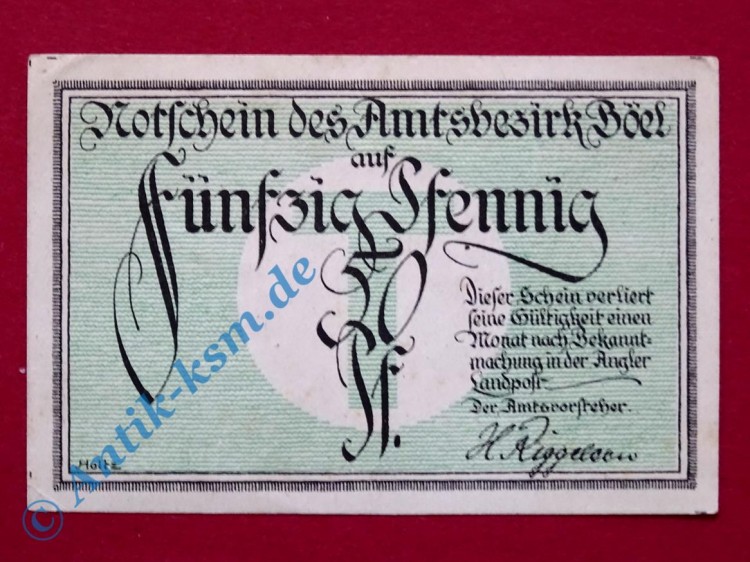 Notschein des Amtsbezirk Böel
auf
Fünfzig Pfennig
50
Pf.
Dieser Schein verliert
seine Gültigkeit einen
Monat nach Bekannt-
machung in der Angler
Landpost.
Der Amtsvorsteher.
H. Riggelsen
Holtz
© Antik-ksm.de